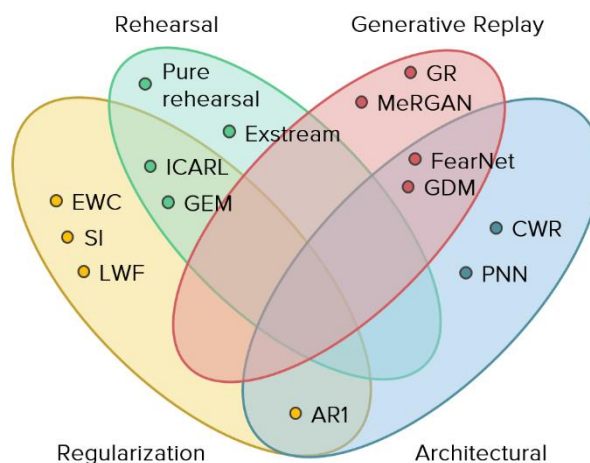 Rehearsal
Generative Replay
Pure
rehearsal
GR
MeRGAN
Exstream
ICARL
FearNet
GEM
GDM
EWC
SI
LWF
CWR
PNN
AR1
Regularization
Architectural